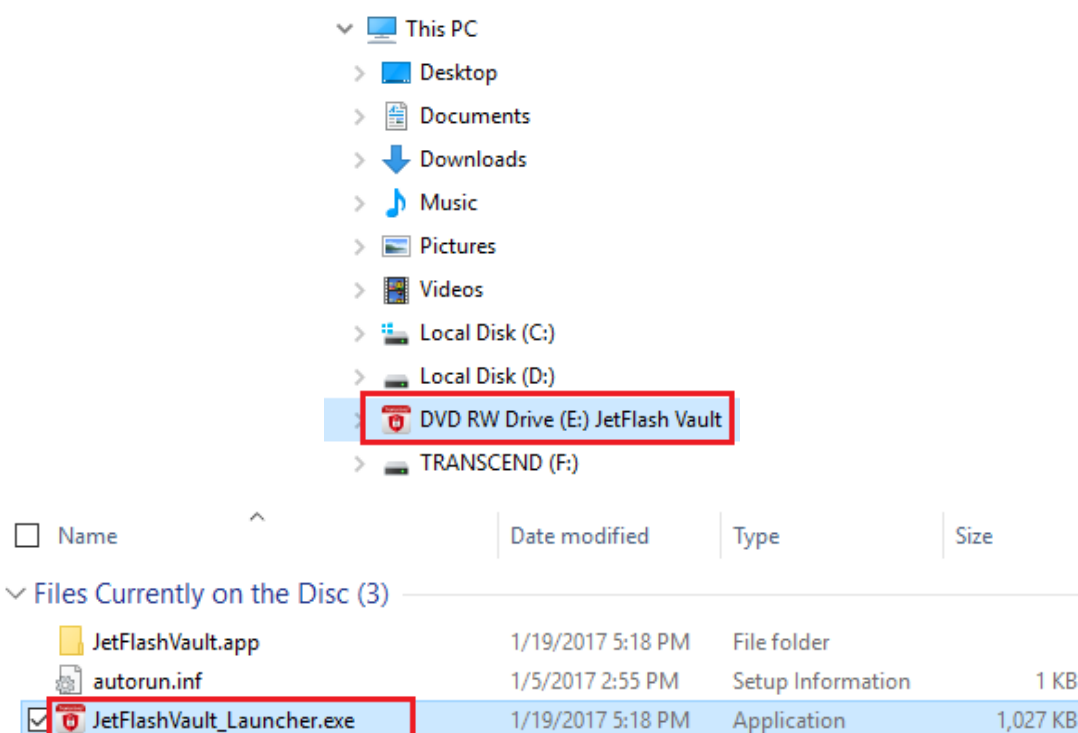 This PC
Desktop
Documents
Downloads
Music
Pictures
Videos
Local Disk (C:)
Local Disk (D:)
DVD RW Drive (E:) JetFlash Vault
TRANSCEND (F:)
Name Date modified Type Size
Files Currently on the Disc (3)
JetFlashVault.app 1/19/2017 5:18 PM File folder
autorun.inf 1/5/2017 2:55 PM Setup Information 1 KB
JetFlashVault_Launcher.exe 1/19/2017 5:18 PM Application 1,027 KB